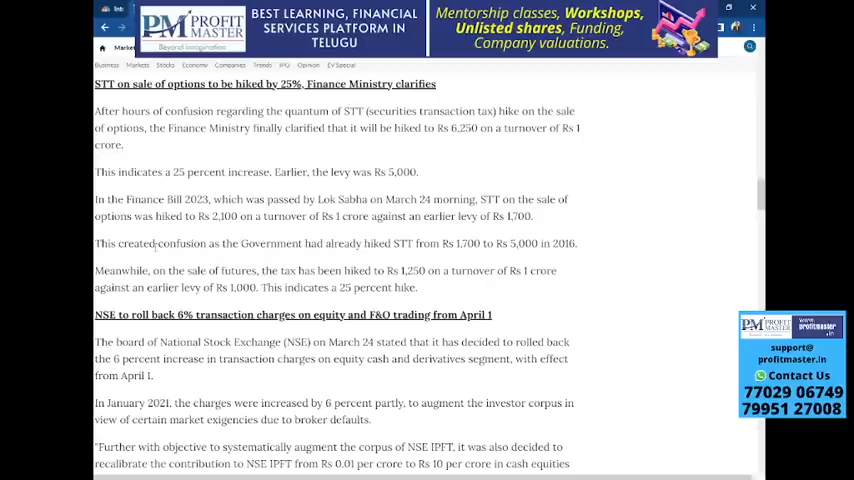 Intr
PM PROFIT MASTER
Beyond imagination
BEST LEARNING, FINANCIAL
SERVICES PLATFORM IN
TELUGU
Mentorship classes, Workshops,
Unlisted shares, Funding,
Company valuations.
Business Markets Stocks Economy Companies Trends IPO Opinion EV Special
STT on sale of options to be hiked by 25%, Finance Ministry clarifies
After hours of confusion regarding the quantum of STT (securities transaction tax) hike on the sale
of options, the Finance Ministry finally clarified that it will be hiked to Rs 6,250 on a turnover of Rs 1
crore.
This indicates a 25 percent increase. Earlier, the levy was Rs 5,000.
In the Finance Bill 2023, which was passed by Lok Sabha on March 24 morning, STT on the sale of
options was hiked to Rs 2,100 on a turnover of Rs 1 crore against an earlier levy of Rs 1,700.
This created confusion as the Government had already hiked STT from Rs 1,700 to Rs 5,000 in 2016.
Meanwhile, on the sale of futures, the tax has been hiked to Rs 1,250 on a turnover of Rs 1 crore
against an earlier levy of Rs 1,000. This indicates a 25 percent hike.
NSE to roll back 6% transaction charges on equity and F&O trading from April 1
The board of National Stock Exchange (NSE) on March 24 stated that it has decided to rolled back
the 6 percent increase in transaction charges on equity cash and derivatives segment, with effect
from April 1.
In January 2021, the charges were increased by 6 percent partly, to augment the investor corpus in
view of certain market exigencies due to broker defaults.
"Further with objective to systematically augment the corpus of NSE IPFT, it was also decided to
recalibrate the contribution to NSE IPFT from Rs 0.01 per crore to Rs 10 per crore in cash equities
PM PROFIT MASTER
www.
profitmaster
.in
support@
profitmaster.in
Contact Us
77029 06749
79951 27008